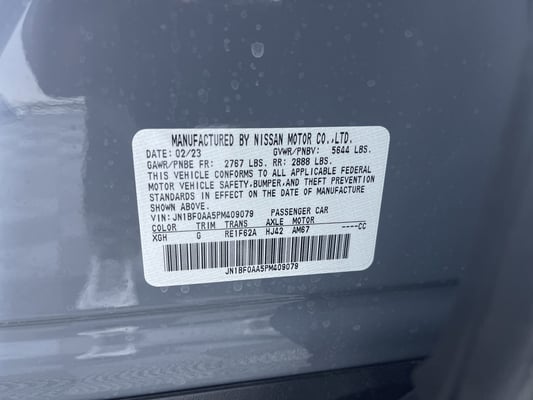 MANUFACTURED BY NISSAN MOTOR CO.,LTD.
DATE: 02/23 GVWR/PNBV: 5644 LBS.
GAWR/PNBE FR: 2767 LBS. RR: 2888 LBS.
THIS VEHICLE CONFORMS TO ALL APPLICABLE FEDERAL
MOTOR VEHICLE SAFETY,BUMPER,AND THEFT PREVENTION
STANDARDS IN EFFECT ON THE DATE OF MANUFACTURE
SHOWN ABOVE.
VIN: JN1BF0AA5PM409079 PASSENGER CAR
COLOR TRIM TRANS AXLE MOTOR
XGH G RE1F62A HJ42 AM67 ----CC
JN1BF0AA5PM409079